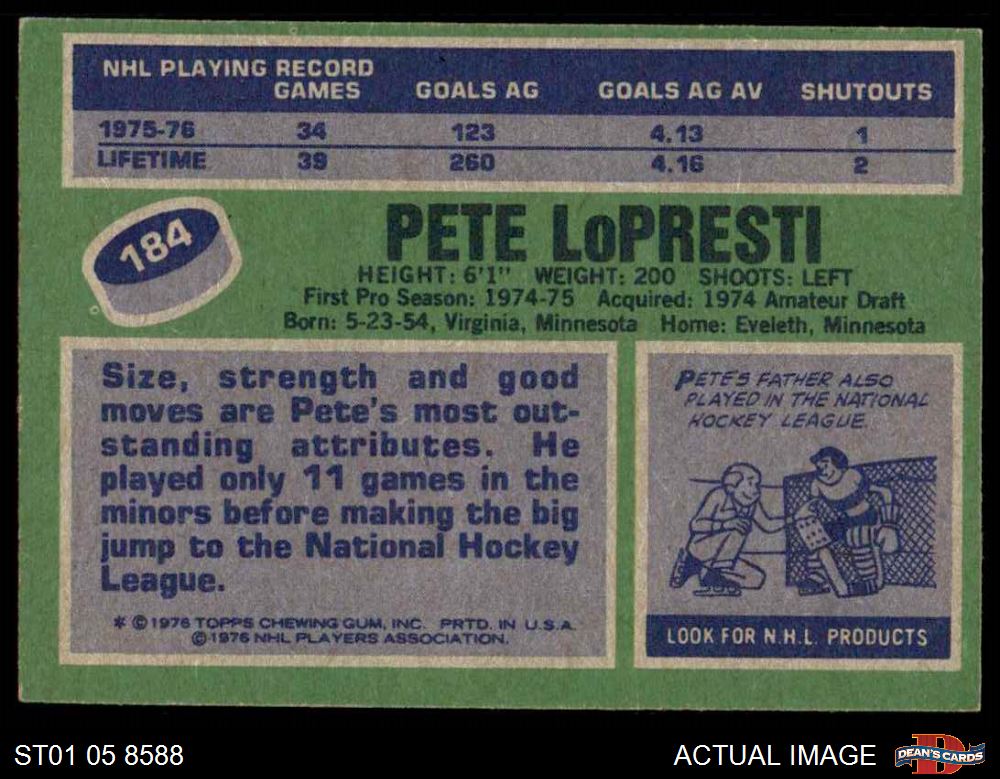 NHL PLAYING RECORD
GAMES GOALS AG GOALS AG AV SHUTOUTS
1975-76 34 123 4.13 1
LIFETIME 39 260 4.16 2
184
PETE LoPRESTI
HEIGHT: 6'1" WEIGHT: 200 SHOOTS: LEFT
First Pro Season: 1974-75 Acquired: 1974 Amateur Draft
Born: 5-23-54, Virginia, Minnesota Home: Eveleth, Minnesota
Size, strength and good
moves are Pete's most out-
standing attributes. He
played only 11 games in the
minors before making the big
jump to the National Hockey
League.
* ©1976 TOPPS CHEWING GUM, INC. PRTD. IN U.S.A.
©1976 NHL PLAYERS ASSOCIATION.
PETE'S FATHER ALSO
PLAYED IN THE NATIONAL
HOCKEY LEAGUE.
LOOK FOR N.H.L. PRODUCTS
ST01 05 8588
ACTUAL IMAGE
D
DEAN'S CARDS